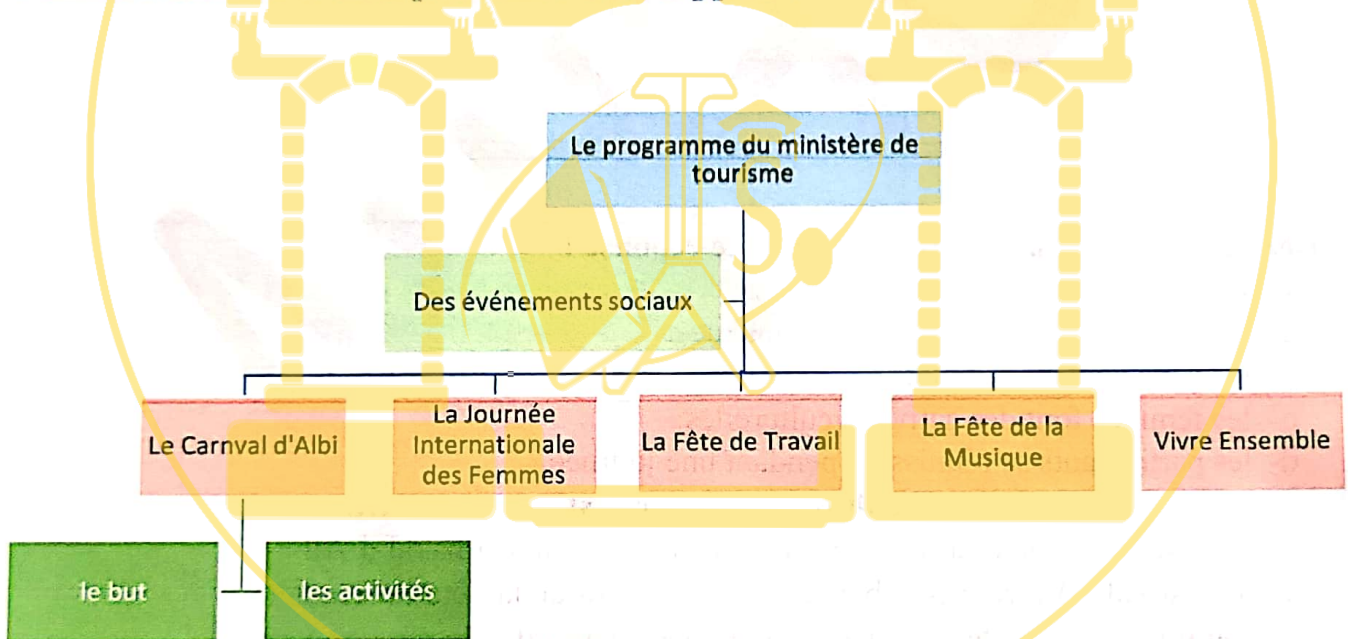 Le programme du ministère de
tourisme
Des événements sociaux
Le Carnval d'Albi
La Journée
Internationale
des Femmes
La Fête de Travail
La Fête de la
Musique
Vivre Ensemble
le but
les activités